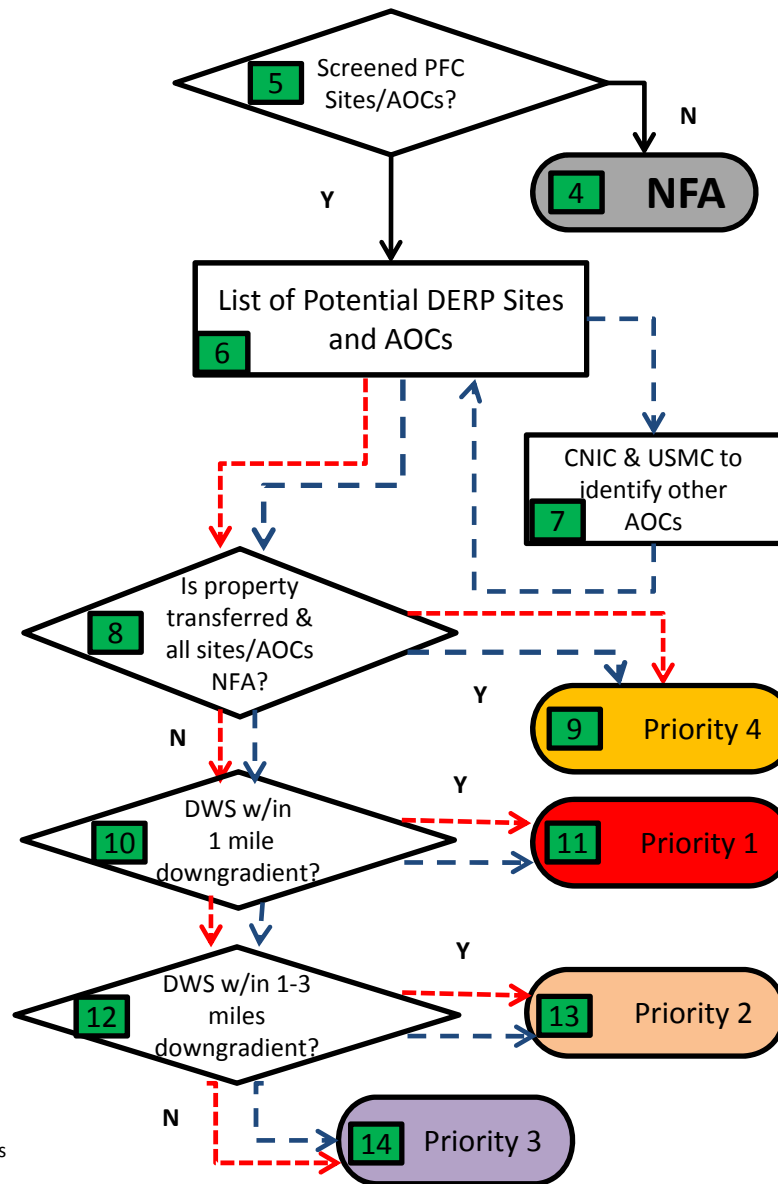 5
Screened PFC
Sites/AOCs?
N
4
NFA
Y
List of Potential DERP Sites
and AOCs
6
CNIC & USMC to
identify other
AOCs
7
Is property
transferred &
all sites/AOCs
NFA?
8
Y
9
Priority 4
N
DWS w/in
1 mile
downgradient?
10
Y
11
Priority 1
DWS w/in 1-3
miles
downgradient?
12
Y
13
Priority 2
N
14
Priority 3
s